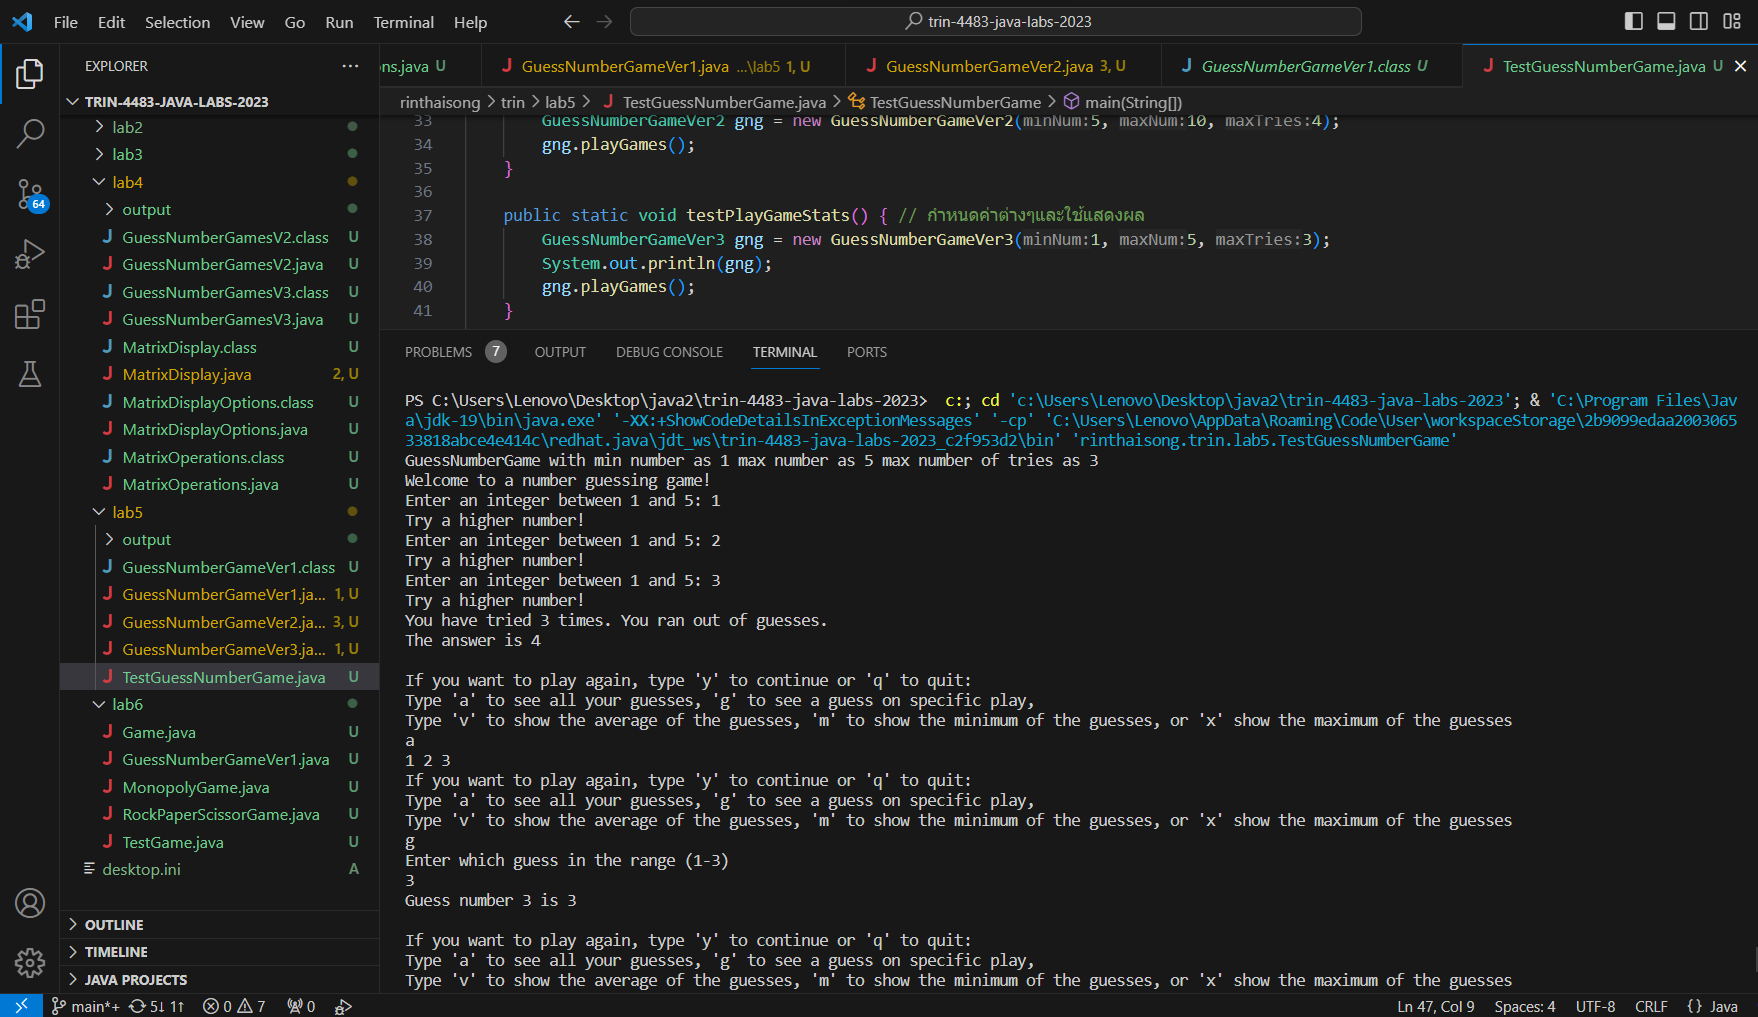 File Edit Selection View Go Run Terminal Help
trin-4483-java-labs-2023
EXPLORER
TRIN-4483-JAVA-LABS-2023
lab2
lab3
lab4
output
GuessNumberGamesV2.class U
GuessNumberGamesV2.java U
GuessNumberGamesV3.class U
GuessNumberGamesV3.java U
MatrixDisplay.class U
MatrixDisplay.java 2, U
MatrixDisplayOptions.class U
MatrixDisplayOptions.java U
MatrixOperations.class U
MatrixOperations.java U
lab5
output
GuessNumberGameVer1.class U
GuessNumberGameVer1.ja... 1, U
GuessNumberGameVer2.ja... 3, U
GuessNumberGameVer3.ja... 1, U
TestGuessNumberGame.java U
lab6
Game.java U
GuessNumberGameVer1.java U
MonopolyGame.java U
RockPaperScissorGame.java U
TestGame.java U
desktop.ini A
OUTLINE
TIMELINE
JAVA PROJECTS
64
ns.java U GuessNumberGameVer1.java ...\lab5 1, U GuessNumberGameVer2.java 3, U GuessNumberGameVer1.class U TestGuessNumberGame.java U
rinthaisong > trin > lab5 > TestGuessNumberGame.java > TestGuessNumberGame > main(String[])
33 GuessNumberGameVer2 gng = new GuessNumberGameVer2(minNum:5, maxNum:10, maxTries:4);
34 gng.playGames();
35 }
36
37 public static void testPlayGameStats() { // กำหนดค่าต่างๆและใช้แสดงผล
38 GuessNumberGameVer3 gng = new GuessNumberGameVer3(minNum:1, maxNum:5, maxTries:3);
39 System.out.println(gng);
40 gng.playGames();
41 }
PROBLEMS 7 OUTPUT DEBUG CONSOLE TERMINAL PORTS
PS C:\Users\Lenovo\Desktop\java2\trin-4483-java-labs-2023> c:; cd 'c:\Users\Lenovo\Desktop\java2\trin-4483-java-labs-2023'; & 'C:\Program Files\Jav
a\jdk-19\bin\java.exe' '-XX:+ShowCodeDetailsInExceptionMessages' '-cp' 'C:\Users\Lenovo\AppData\Roaming\Code\User\workspaceStorage\2b9099edaa2003065
33818abce4e414c\redhat.java\jdt_ws\trin-4483-java-labs-2023_c2f953d2\bin' 'rinthaisong.trin.lab5.TestGuessNumberGame'
GuessNumberGame with min number as 1 max number as 5 max number of tries as 3
Welcome to a number guessing game!
Enter an integer between 1 and 5: 1
Try a higher number!
Enter an integer between 1 and 5: 2
Try a higher number!
Enter an integer between 1 and 5: 3
Try a higher number!
You have tried 3 times. You ran out of guesses.
The answer is 4
If you want to play again, type 'y' to continue or 'q' to quit:
Type 'a' to see all your guesses, 'g' to see a guess on specific play,
Type 'v' to show the average of the guesses, 'm' to show the minimum of the guesses, or 'x' show the maximum of the guesses
a
1 2 3
If you want to play again, type 'y' to continue or 'q' to quit:
Type 'a' to see all your guesses, 'g' to see a guess on specific play,
Type 'v' to show the average of the guesses, 'm' to show the minimum of the guesses, or 'x' show the maximum of the guesses
g
Enter which guess in the range (1-3)
3
Guess number 3 is 3
If you want to play again, type 'y' to continue or 'q' to quit:
Type 'a' to see all your guesses, 'g' to see a guess on specific play,
Type 'v' to show the average of the guesses, 'm' to show the minimum of the guesses, or 'x' show the maximum of the guesses
main*+ 5↓ 1↑ 0 7 0 Ln 47, Col 9 Spaces: 4 UTF-8 CRLF {} Java